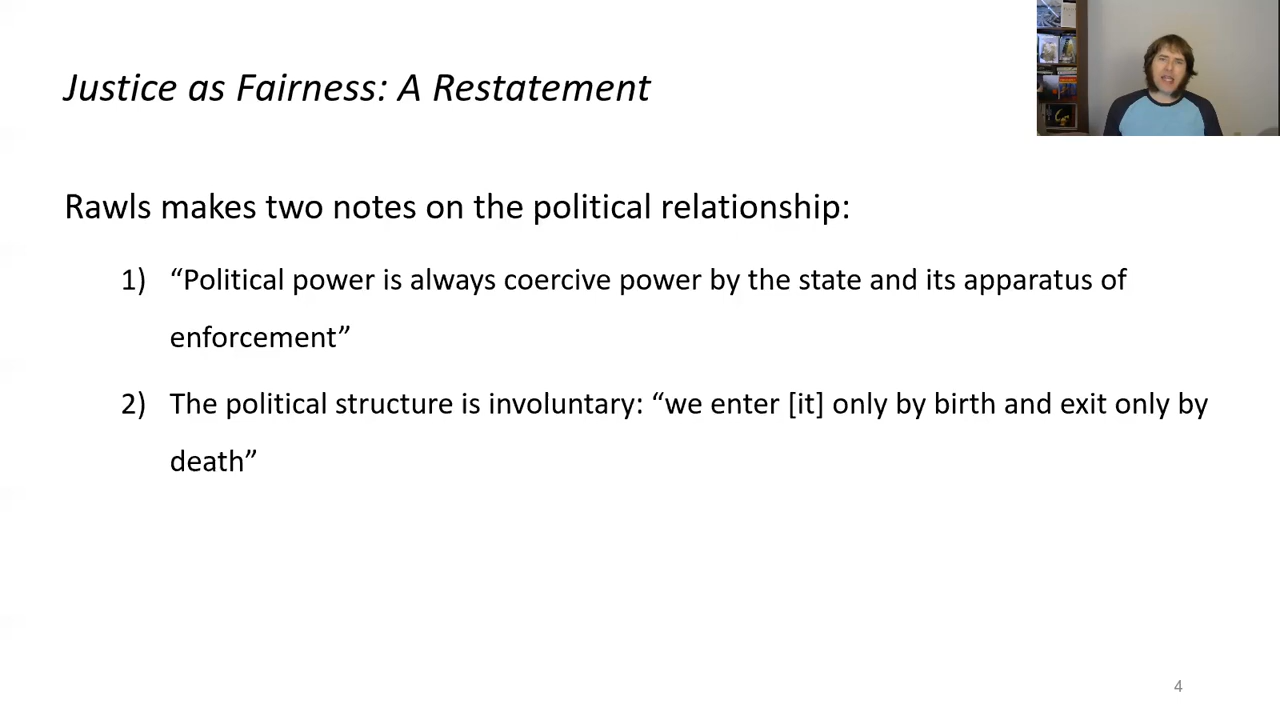 Justice as Fairness: A Restatement
Rawls makes two notes on the political relationship:
1) “Political power is always coercive power by the state and its apparatus of
enforcement”
2) The political structure is involuntary: “we enter [it] only by birth and exit only by
death”
4